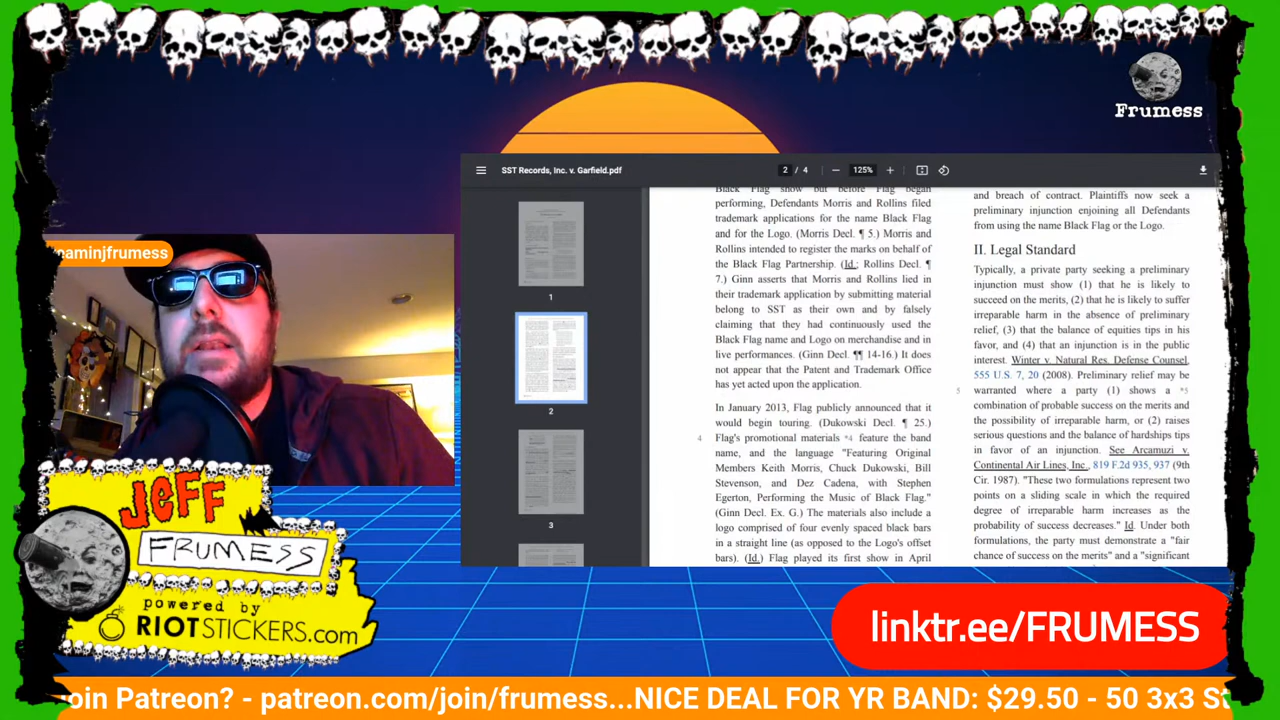 Frumess
SST Records, Inc. v. Garfield.pdf
2 / 4
125%
1
2
3
Black Flag show but before Flag began
performing, Defendants Morris and Rollins filed
trademark applications for the name Black Flag
and for the Logo. (Morris Decl. ¶ 5.) Morris and
Rollins intended to register the marks on behalf of
the Black Flag Partnership. (Id.; Rollins Decl. ¶
7.) Ginn asserts that Morris and Rollins lied in
their trademark application by submitting material
belong to SST as their own and by falsely
claiming that they had continuously used the
Black Flag name and Logo on merchandise and in
live performances. (Ginn Decl. ¶¶ 14-16.) It does
not appear that the Patent and Trademark Office
has yet acted upon the application.
In January 2013, Flag publicly announced that it
would begin touring. (Dukowski Decl. ¶ 25.)
4 Flag's promotional materials *4 feature the band
name, and the language "Featuring Original
Members Keith Morris, Chuck Dukowski, Bill
Stevenson, and Dez Cadena, with Stephen
Egerton, Performing the Music of Black Flag."
(Ginn Decl. Ex. G.) The materials also include a
logo comprised of four evenly spaced black bars
in a straight line (as opposed to the Logo's offset
bars). (Id.) Flag played its first show in April
and breach of contract. Plaintiffs now seek a
preliminary injunction enjoining all Defendants
from using the name Black Flag or the Logo.
II. Legal Standard
Typically, a private party seeking a preliminary
injunction must show (1) that he is likely to
succeed on the merits, (2) that he is likely to suffer
irreparable harm in the absence of preliminary
relief, (3) that the balance of equities tips in his
favor, and (4) that an injunction is in the public
interest. Winter v. Natural Res. Defense Counsel,
555 U.S. 7, 20 (2008). Preliminary relief may be
5 warranted where a party (1) shows a *5
combination of probable success on the merits and
the possibility of irreparable harm, or (2) raises
serious questions and the balance of hardships tips
in favor of an injunction. See Arcamuzi v.
Continental Air Lines, Inc., 819 F.2d 935, 937 (9th
Cir. 1987). "These two formulations represent two
points on a sliding scale in which the required
degree of irreparable harm increases as the
probability of success decreases." Id. Under both
formulations, the party must demonstrate a "fair
chance of success on the merits" and a "significant
eaminjfrumess
JEFF
FRUMESS
powered by
RIOTSTICKERS.com
linktr.ee/FRUMESS
oin Patreon? - patreon.com/join/frumess...NICE DEAL FOR YR BAND: $29.50 - 50 3x3 St